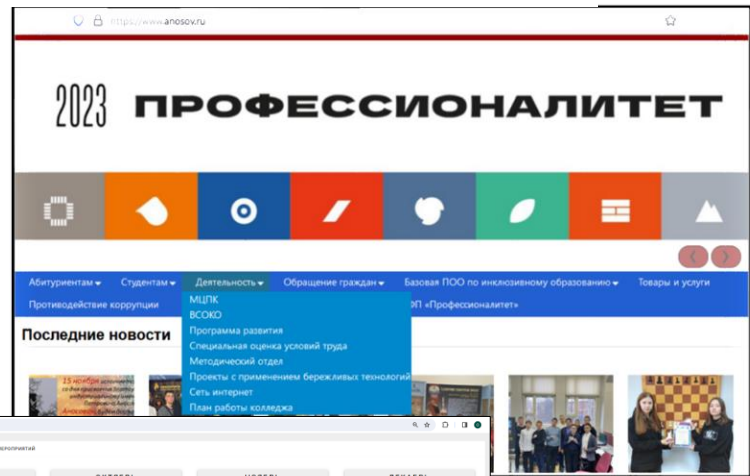 https://www.anosov.ru
2023 ПРОФЕССИОНАЛИТЕТ
Абитуриентам Студентам Деятельность Обращение граждан Базовая ПОО по инклюзивному образованию Товары и услуги
Противодействие коррупции ФП «Профессионалитет»
МЦПК
ВСОКО
Программа развития
Специальная оценка условий труда
Методический отдел
Проекты с применением бережливых технологий
Сеть интернет
План работы колледжа
Последние новости
15 ноября